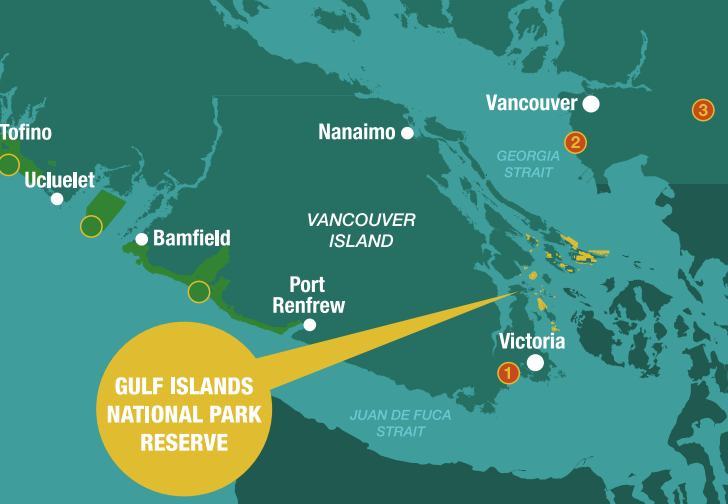 Vancouver
3
Tofino
Nanaimo
2
GEORGIA
STRAIT
Ucluelet
VANCOUVER
ISLAND
Bamfield
Port
Renfrew
Victoria
1
GULF ISLANDS
NATIONAL PARK
RESERVE
JUAN DE FUCA
STRAIT